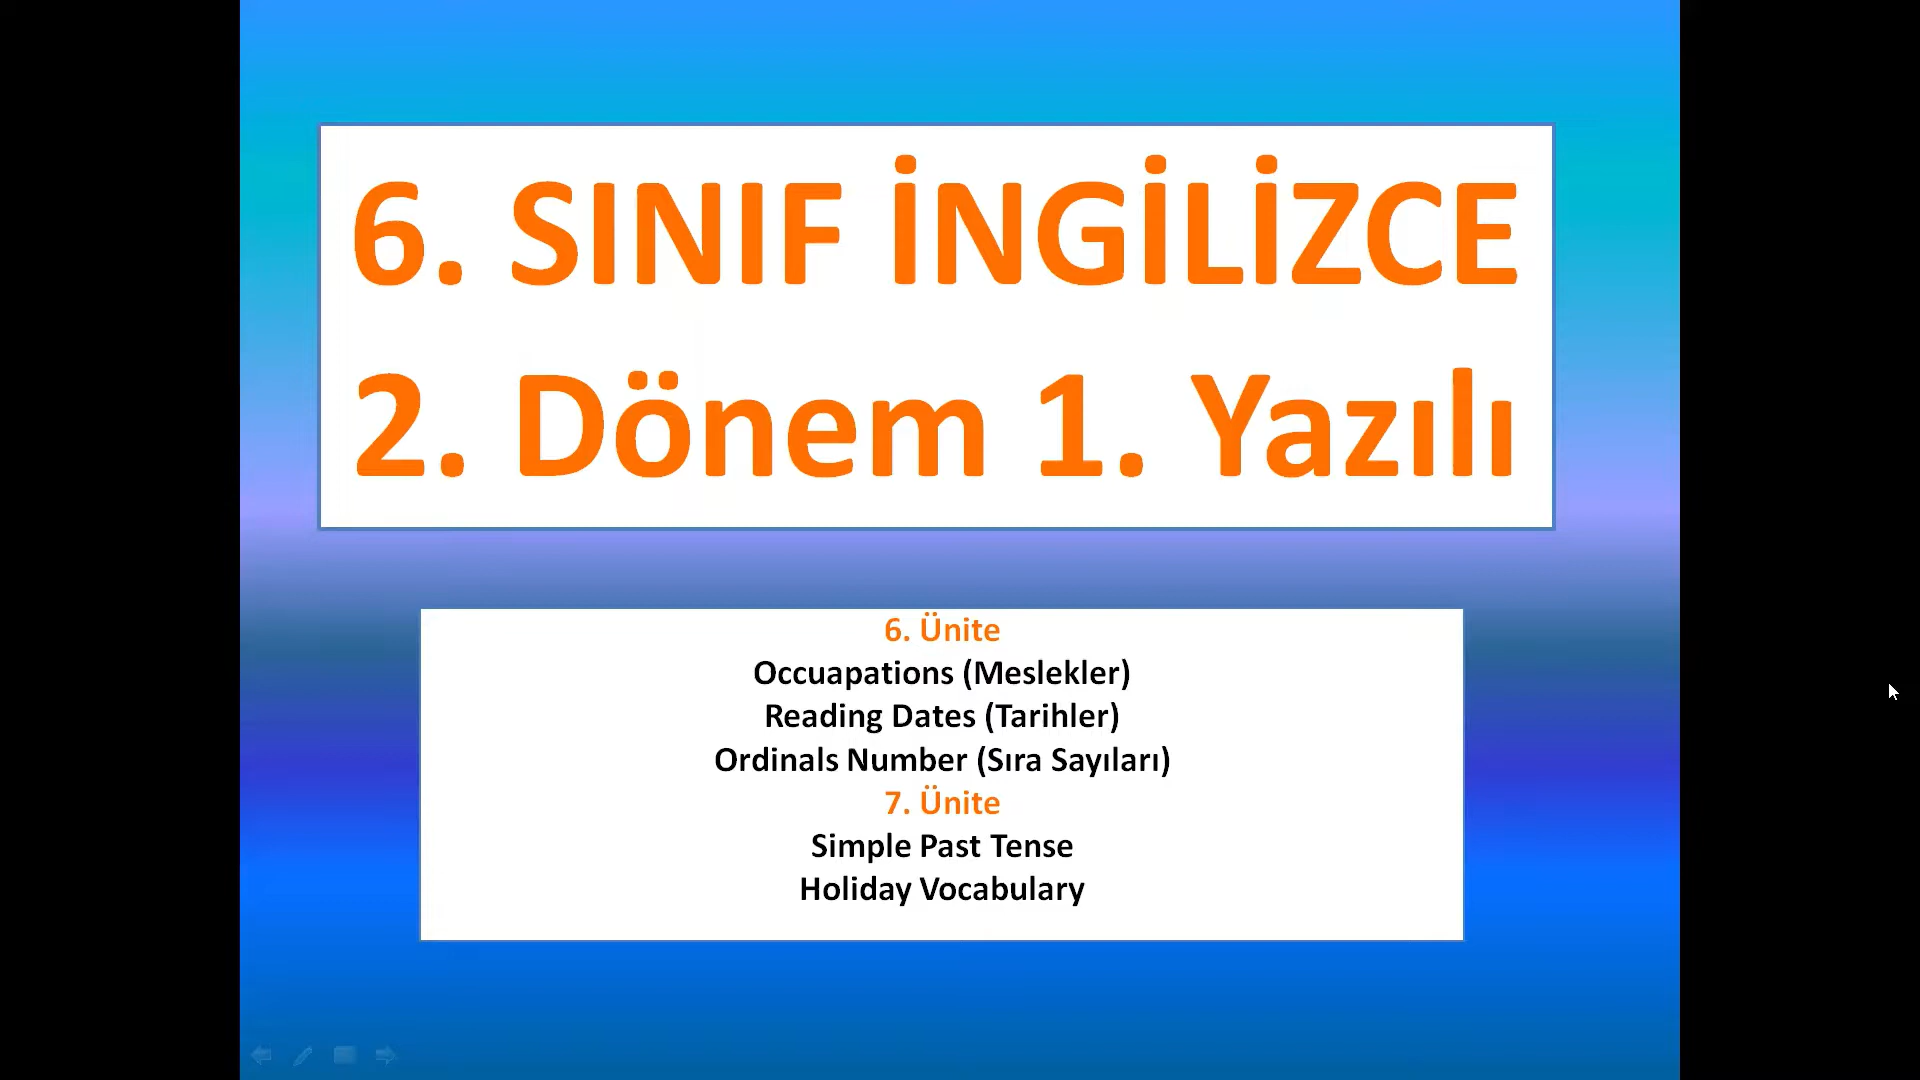 6. SINIF İNGİLİZCE
2. Dönem 1. Yazılı
6. Ünite
Occuapations (Meslekler)
Reading Dates (Tarihler)
Ordinals Number (Sıra Sayıları)
7. Ünite
Simple Past Tense
Holiday Vocabulary